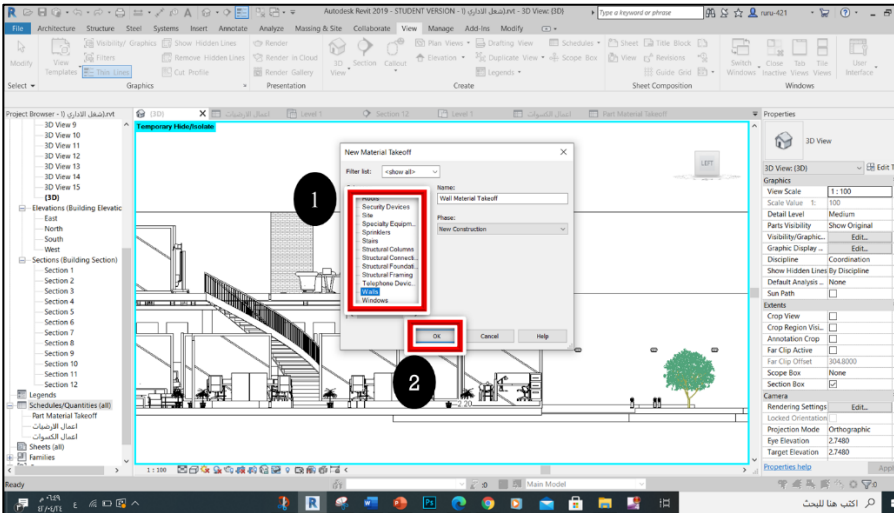 Autodesk Revit 2019 - STUDENT VERSION - 3D View: {3D}
Type a keyword or phrase
ruru-421
File Architecture Structure Steel Systems Insert Annotate Analyze Massing & Site Collaborate View Manage Add-Ins Modify
Modify
View Templates
Visibility/ Graphics
Filters
Thin Lines
Show Hidden Lines
Remove Hidden Lines
Cut Profile
Render
Render in Cloud
Render Gallery
3D View
Section
Callout
Plan Views
Elevation
Drafting View
Duplicate View
Legends
Schedules
Scope Box
Sheet
View
Title Block
Revisions
Guide Grid
Switch Windows
Close Inactive
Tab Views
Tile Views
User Interface
Select
Graphics
Presentation
Create
Sheet Composition
Windows
Project Browser -
{3D}
Level 1
Section 12
Level 1
Part Material Takeoff
3D View 9
3D View 10
3D View 11
3D View 12
3D View 13
3D View 14
3D View 15
{3D}
Elevations (Building Elevatic
East
North
South
West
Sections (Building Section)
Section 1
Section 2
Section 3
Section 4
Section 5
Section 6
Section 7
Section 8
Section 9
Section 10
Section 11
Section 12
Legends
Schedules/Quantities (all)
Part Material Takeoff
اعمال الارضيات
اعمال الكسوات
Sheets (all)
Families
Temporary Hide/Isolate
LEFT
New Material Takeoff
Filter list: <show all>
Name:
Wall Material Takeoff
Phase:
New Construction
Roofs
Security Devices
Site
Specialty Equipm...
Sprinklers
Stairs
Structural Columns
Structural Connect...
Structural Foundati...
Structural Framing
Telephone Devic...
Walls
Windows
OK Cancel Help
1
2
Properties
3D View
3D View: {3D}
Edit T
Graphics
View Scale 1 : 100
Scale Value 1: 100
Detail Level Medium
Parts Visibility Show Original
Visibility/Graphic... Edit...
Graphic Display ... Edit...
Discipline Coordination
Show Hidden Lines By Discipline
Default Analysis ... None
Sun Path
Extents
Crop View
Crop Region Visi...
Annotation Crop
Far Clip Active
Far Clip Offset 304.8000
Scope Box None
Section Box
Camera
Rendering Settings Edit...
Locked Orientation
Projection Mode Orthographic
Eye Elevation 2.7480
Target Elevation 2.7480
Properties help
App
1 : 100
Ready
:0
Main Model
:0
اكتب هنا للبحث